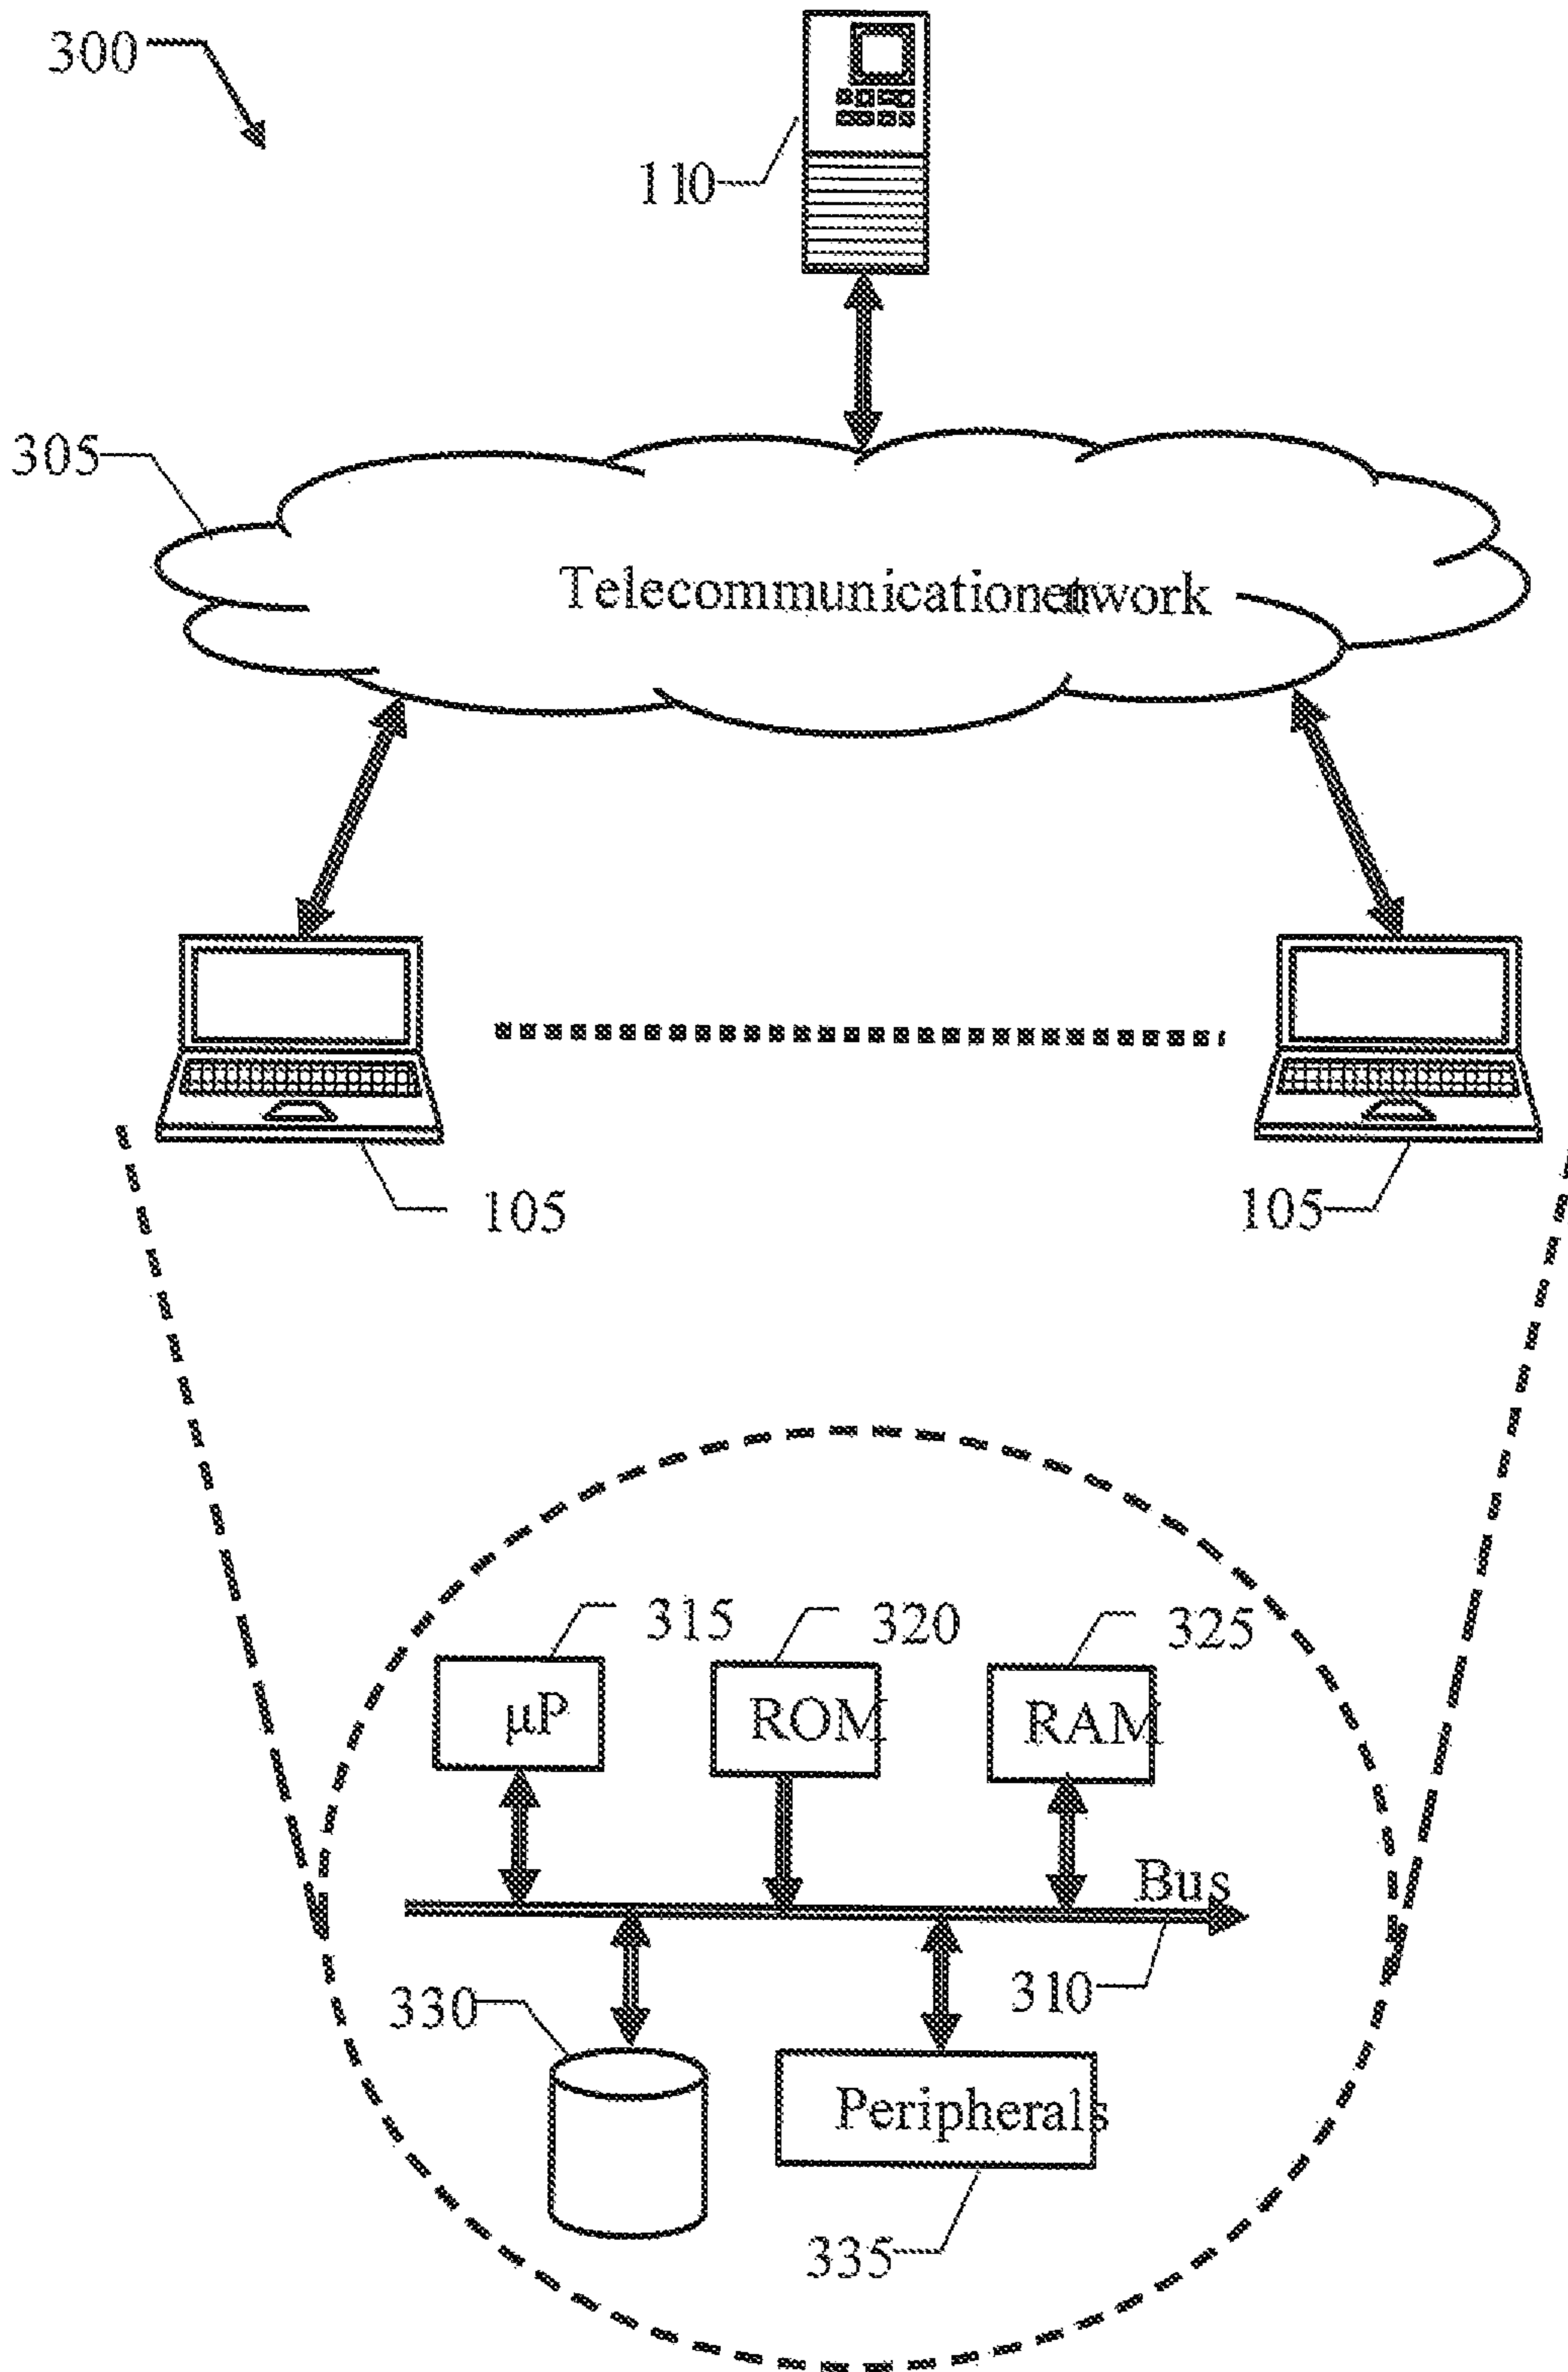 300
110
305
Telecommunicationetwork
105
105
315
320
325
μP
ROM
RAM
Bus
310
330
Peripherals
335